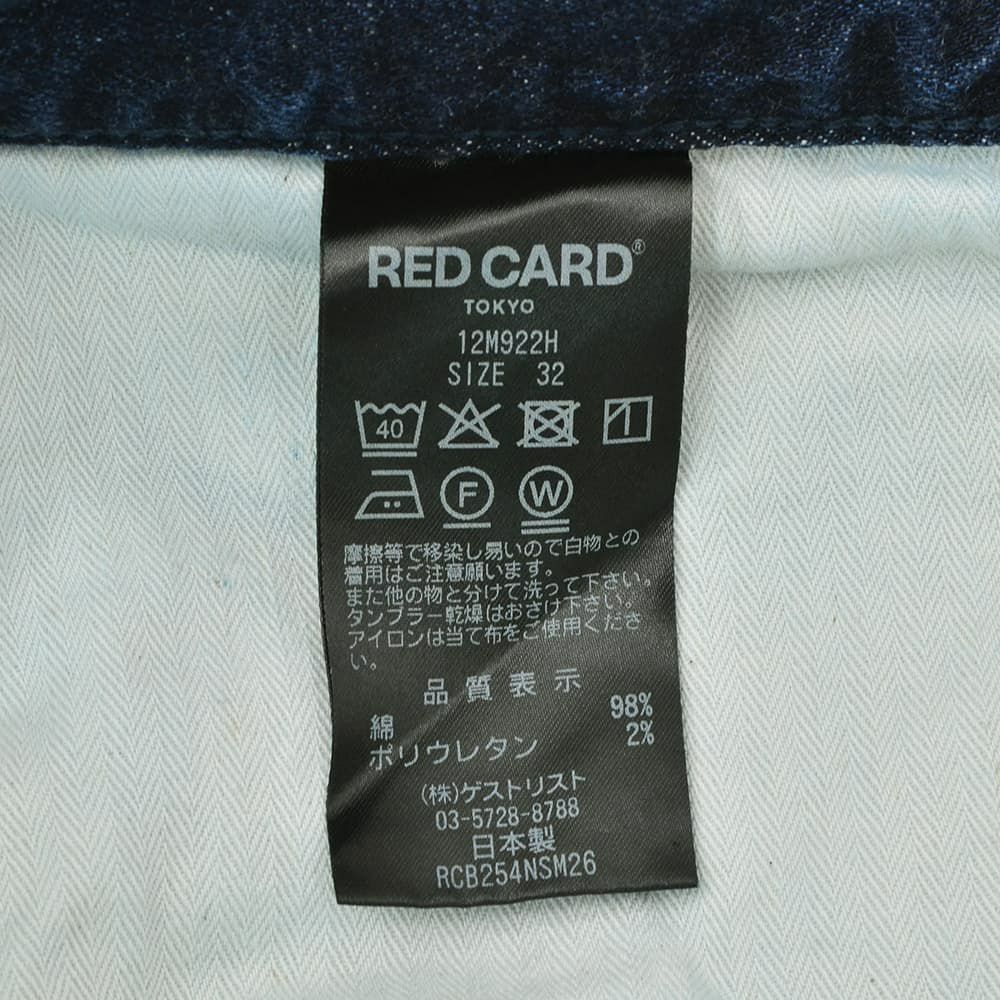 RED CARD®
TOKYO
12M922H
SIZE 32
40
F W
摩擦等で移染し易いので白物との
着用はご注意願います。
また他の物と分けて洗って下さい。
タンブラー乾燥はおさけ下さい。
アイロンは当て布をご使用くださ
い。
品質表示
綿 98%
ポリウレタン 2%
(株)ゲストリスト
03-5728-8788
日本製
RCB254NSM26